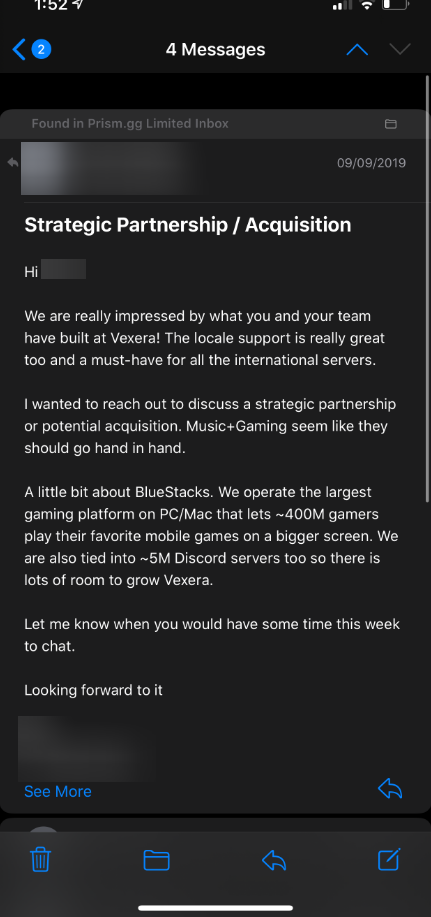 1:52
2
4 Messages
Found in Prism.gg Limited Inbox
09/09/2019
Strategic Partnership / Acquisition
Hi
We are really impressed by what you and your team
have built at Vexera! The locale support is really great
too and a must-have for all the international servers.
I wanted to reach out to discuss a strategic partnership
or potential acquisition. Music+Gaming seem like they
should go hand in hand.
A little bit about BlueStacks. We operate the largest
gaming platform on PC/Mac that lets ~400M gamers
play their favorite mobile games on a bigger screen. We
are also tied into ~5M Discord servers too so there is
lots of room to grow Vexera.
Let me know when you would have some time this week
to chat.
Looking forward to it
See More